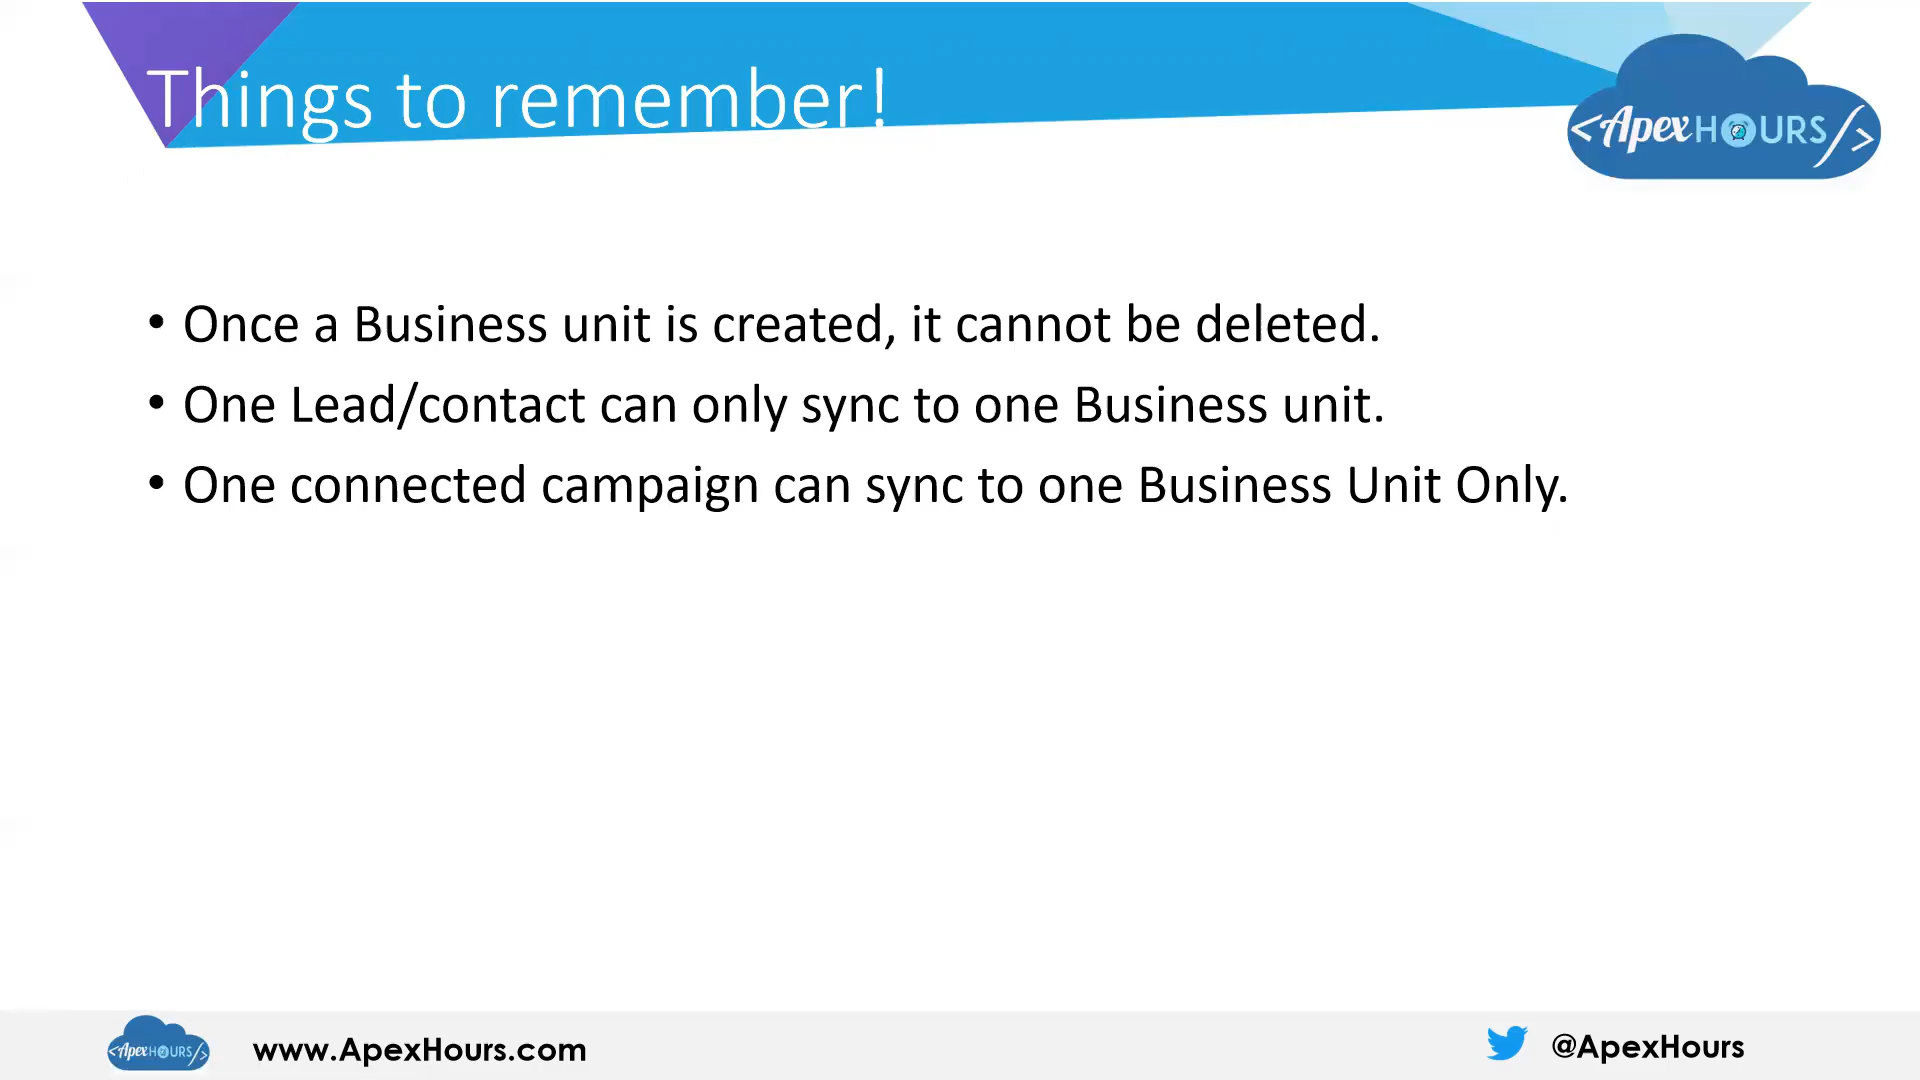 Things to remember!
<ApexHOURS/>
• Once a Business unit is created, it cannot be deleted.
• One Lead/contact can only sync to one Business unit.
• One connected campaign can sync to one Business Unit Only.
<ApexHOURS/>
www.ApexHours.com
@ApexHours